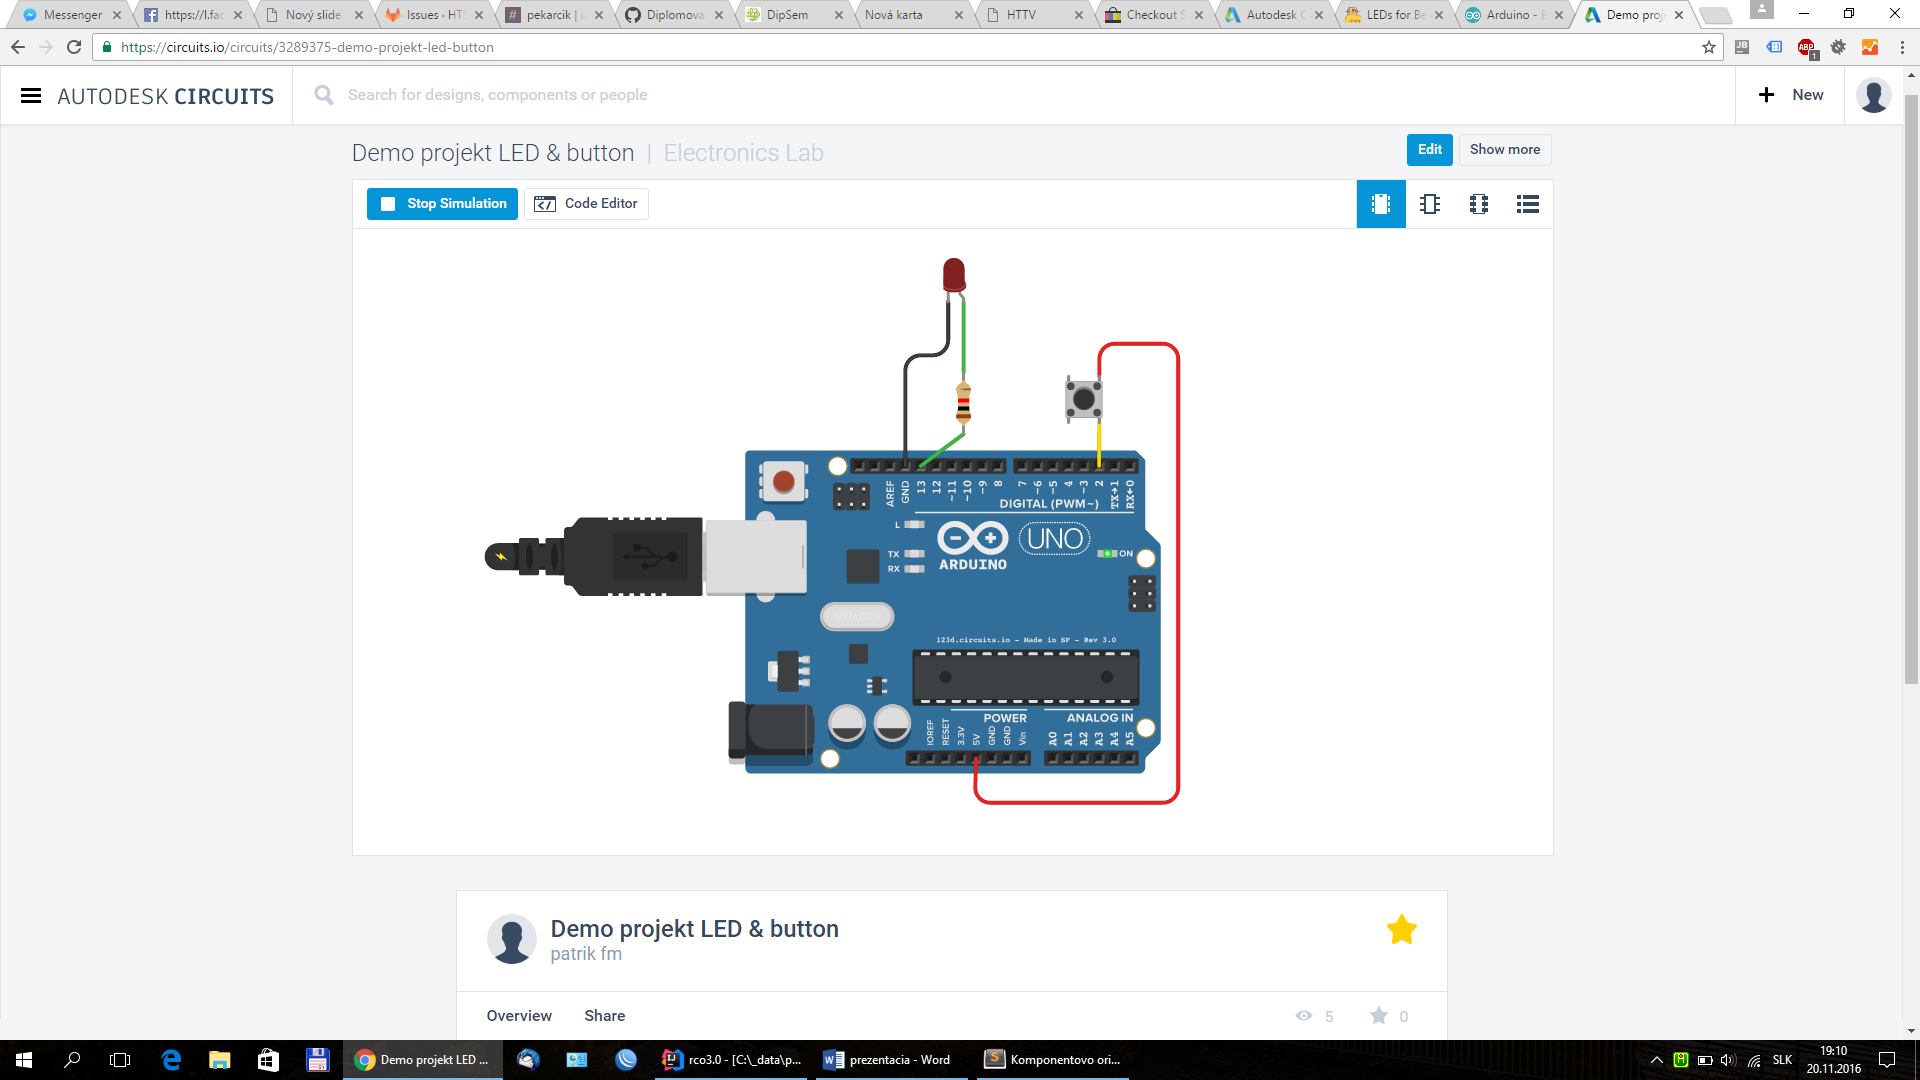 Messenger
https://l.fac
Nový slide
Issues · HTS
pekarcik | i
Diplomova
DipSem
Nová karta
HTTV
Checkout S
Autodesk C
LEDs for Be
Arduino - B
Demo proj
https://circuits.io/circuits/3289375-demo-projekt-led-button
JB
ABP
1
AUTODESK CIRCUITS
Search for designs, components or people
New
Demo projekt LED & button | Electronics Lab
Edit
Show more
Stop Simulation
Code Editor
AREF
GND
13
12
~11
~10
~9
8
7
~6
~5
4
~3
2
TX→1
RX←0
DIGITAL (PWM~)
L
TX
RX
ARDUINO
UNO
ON
123d.circuits.io - Made in SF - Rev 3.0
POWER
ANALOG IN
IOREF
RESET
3.3V
5V
GND
GND
Vin
A0
A1
A2
A3
A4
A5
Demo projekt LED & button
patrik fm
Overview
Share
5
0
Demo projekt LED ...
rco3.0 - [C:\_data\p...
prezentacia - Word
Komponentovo ori...
SLK
19:10
20.11.2016